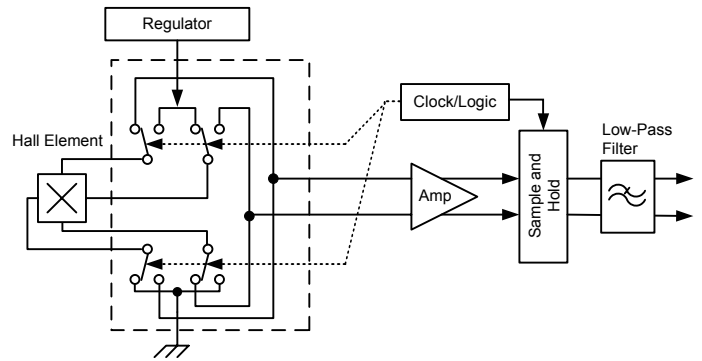 Regulator
Clock/Logic
Hall Element
Low-Pass
Filter
Amp
Sample and
Hold